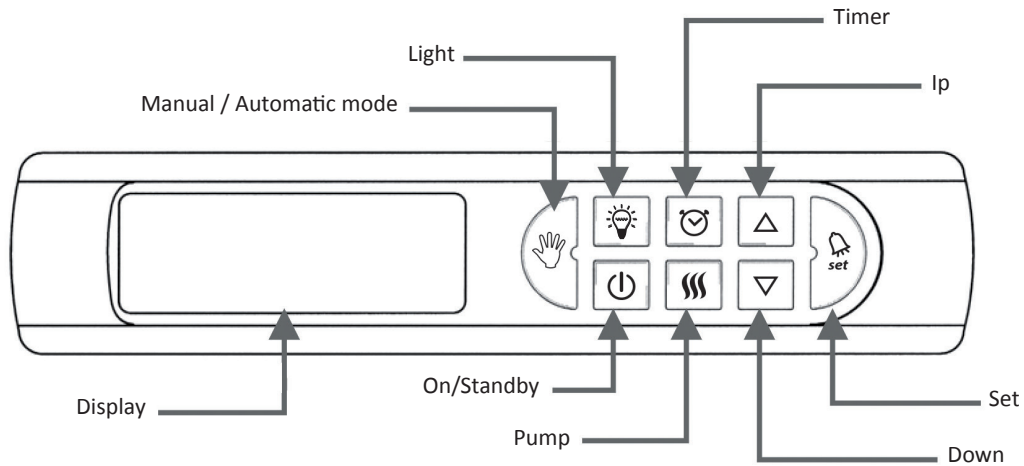 Timer
Light
Ip
Manual / Automatic mode
set
On/Standby
Display
Set
Pump
Down